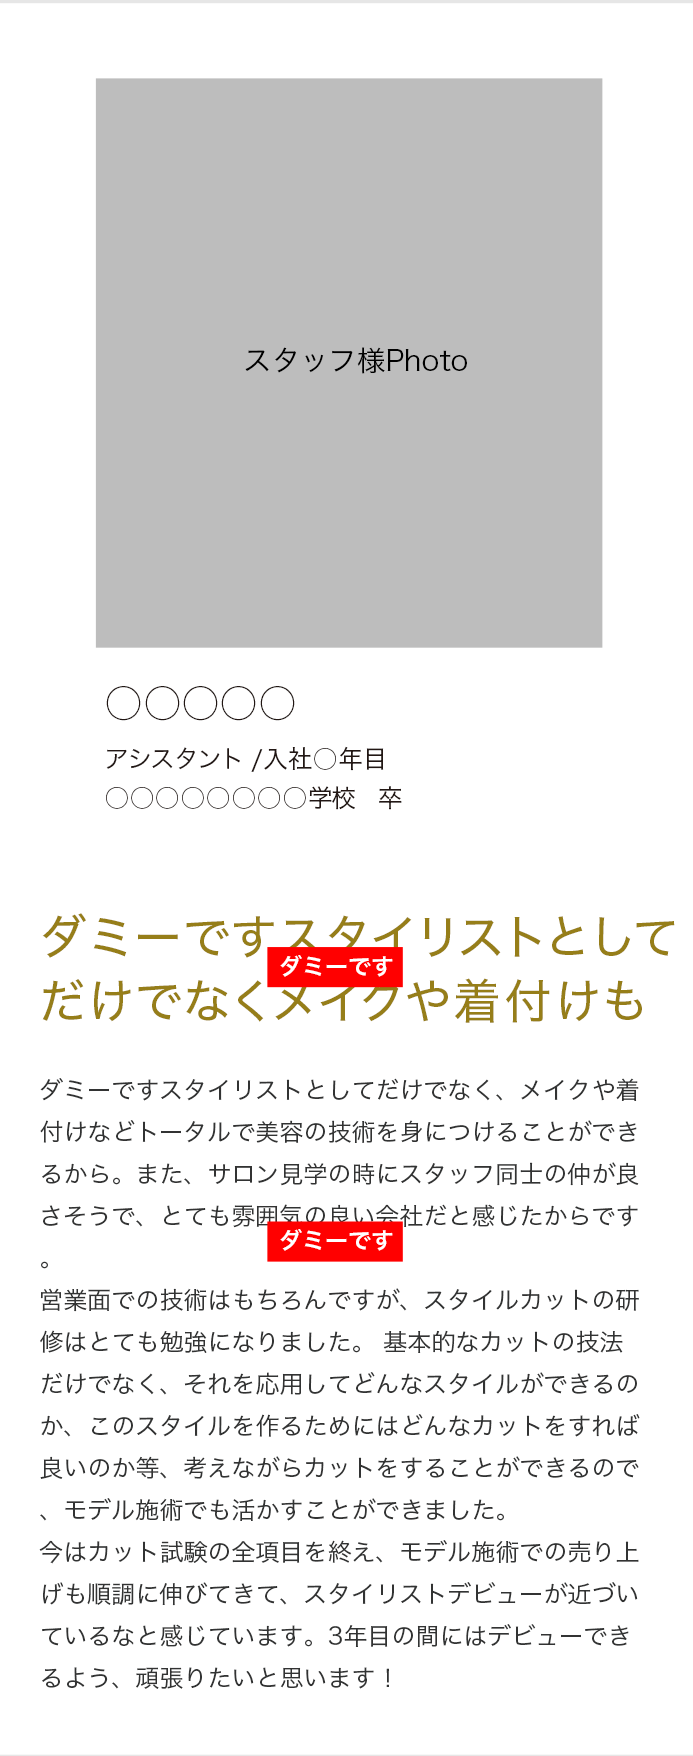 スタッフ様Photo
○○○○○
アシスタント /入社○年目
○○○○○○○○学校　卒
ダミーですスタイリストとして
ダミーです
だけでなくメイクや着付けも
ダミーですスタイリストとしてだけでなく、メイクや着
付けなどトータルで美容の技術を身につけることができ
るから。また、サロン見学の時にスタッフ同士の仲が良
さそうで、とても雰囲気の良い会社だと感じたからです
ダミーです
。
営業面での技術はもちろんですが、スタイルカットの研
修はとても勉強になりました。 基本的なカットの技法
だけでなく、それを応用してどんなスタイルができるの
か、このスタイルを作るためにはどんなカットをすれば
良いのか等、考えながらカットをすることができるので
、モデル施術でも活かすことができました。
今はカット試験の全項目を終え、モデル施術での売り上
げも順調に伸びてきて、スタイリストデビューが近づい
ているなと感じています。3年目の間にはデビューでき
るよう、頑張りたいと思います！